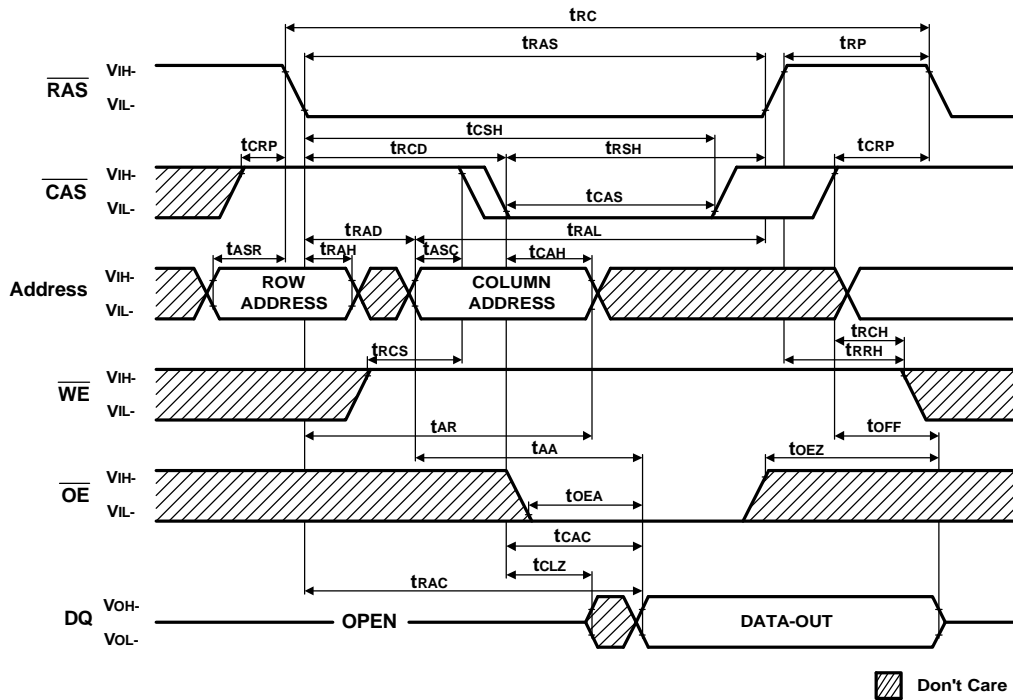 tRC
tRAS
tRP
RAS
VIH-
VIL-
tCSH
tCRP
tRCD
tRSH
tCRP
CAS
VIH-
VIL-
tCAS
tRAD
tRAL
tASR
tRAH
tASC
tCAH
Address
VIH-
VIL-
ROW
ADDRESS
COLUMN
ADDRESS
tRCH
tRCS
tRRH
WE
VIH-
VIL-
tAR
tOFF
tAA
tOEZ
OE
VIH-
VIL-
tOEA
tCAC
tCLZ
tRAC
DQ
VOH-
VOL-
OPEN
DATA-OUT
Don't Care